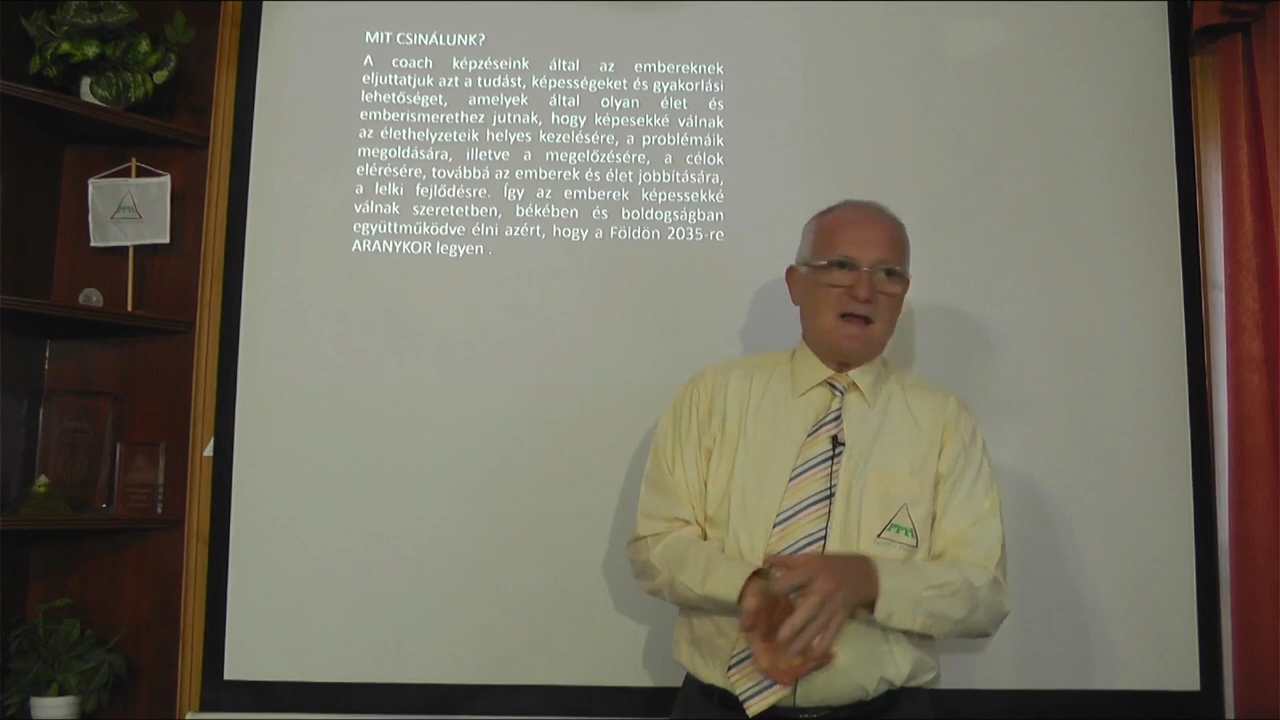 MIT CSINÁLUNK?
A coach képzéseink által az embereknek
eljuttatjuk azt a tudást, képességeket és gyakorlási
lehetőséget, amelyek által olyan élet és
emberismerethez jutnak, hogy képesekké válnak
az élethelyzeteik helyes kezelésére, a problémáik
megoldására, illetve a megelőzésére, a célok
elérésére, továbbá az emberek és élet jobbítására,
a lelki fejlődésre. Így az emberek képessekké
válnak szeretetben, békében és boldogságban
együttműködve élni azért, hogy a Földön 2035-re
ARANYKOR legyen .